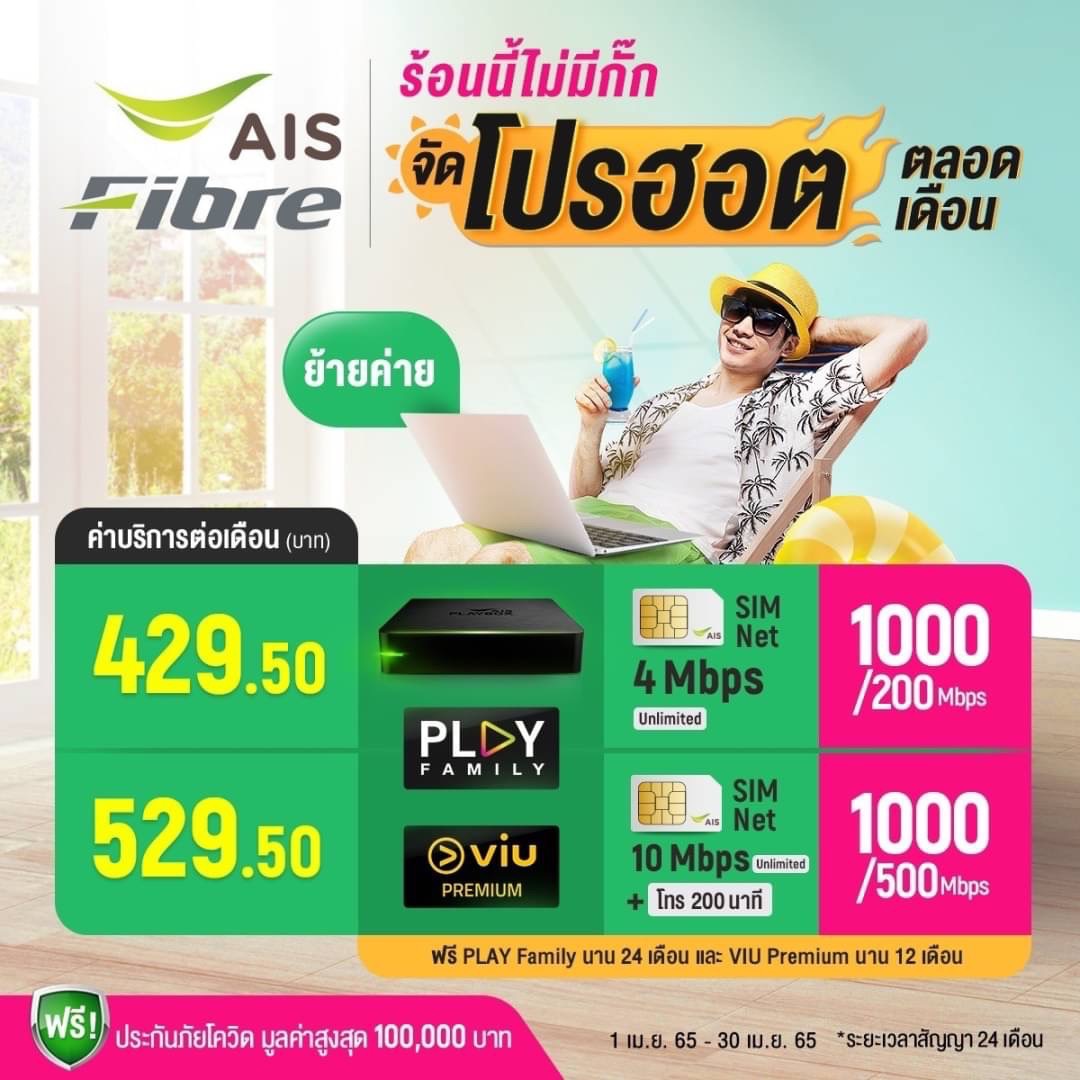 AIS
Fibre
ร้อนนี้ไม่มีกั๊ก
จัด โปรฮอต ตลอดเดือน
ย้ายค่าย
ค่าบริการต่อเดือน (บาท)
429.50
AIS
PLAYBOX
SIM Net
AIS
4 Mbps
Unlimited
1000
/200 Mbps
PLAY
FAMILY
529.50
viu
PREMIUM
SIM Net
AIS
10 Mbps Unlimited
+ โทร 200 นาที
1000
/500 Mbps
ฟรี PLAY Family นาน 24 เดือน และ VIU Premium นาน 12 เดือน
ฟรี! ประกันภัยโควิด มูลค่าสูงสุด 100,000 บาท
1 เม.ย. 65 - 30 เม.ย. 65 *ระยะเวลาสัญญา 24 เดือน